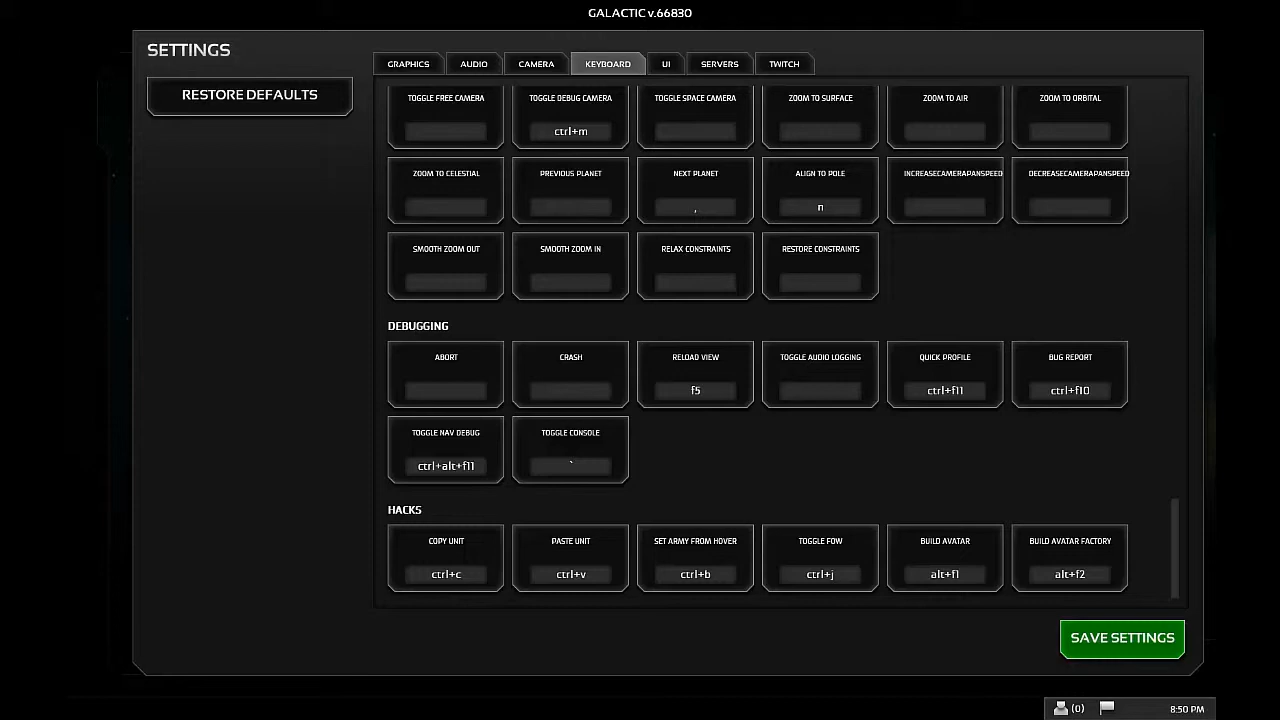 GALACTIC v.66830
SETTINGS
RESTORE DEFAULTS
GRAPHICS AUDIO CAMERA KEYBOARD UI SERVERS TWITCH
TOGGLE FREE CAMERA TOGGLE DEBUG CAMERA TOGGLE SPACE CAMERA ZOOM TO SURFACE ZOOM TO AIR ZOOM TO ORBITAL
ctrl+m
ZOOM TO CELESTIAL PREVIOUS PLANET NEXT PLANET ALIGN TO POLE INCREASECAMERAPANSPEED DECREASECAMERAPANSPEED
, n
SMOOTH ZOOM OUT SMOOTH ZOOM IN RELAX CONSTRAINTS RESTORE CONSTRAINTS
DEBUGGING
ABORT CRASH RELOAD VIEW TOGGLE AUDIO LOGGING QUICK PROFILE BUG REPORT
f5 ctrl+f11 ctrl+f10
TOGGLE NAV DEBUG TOGGLE CONSOLE
ctrl+alt+f11 `
HACKS
COPY UNIT PASTE UNIT SET ARMY FROM HOVER TOGGLE FOW BUILD AVATAR BUILD AVATAR FACTORY
ctrl+c ctrl+v ctrl+b ctrl+j alt+f1 alt+f2
SAVE SETTINGS
(0) 8:50 PM